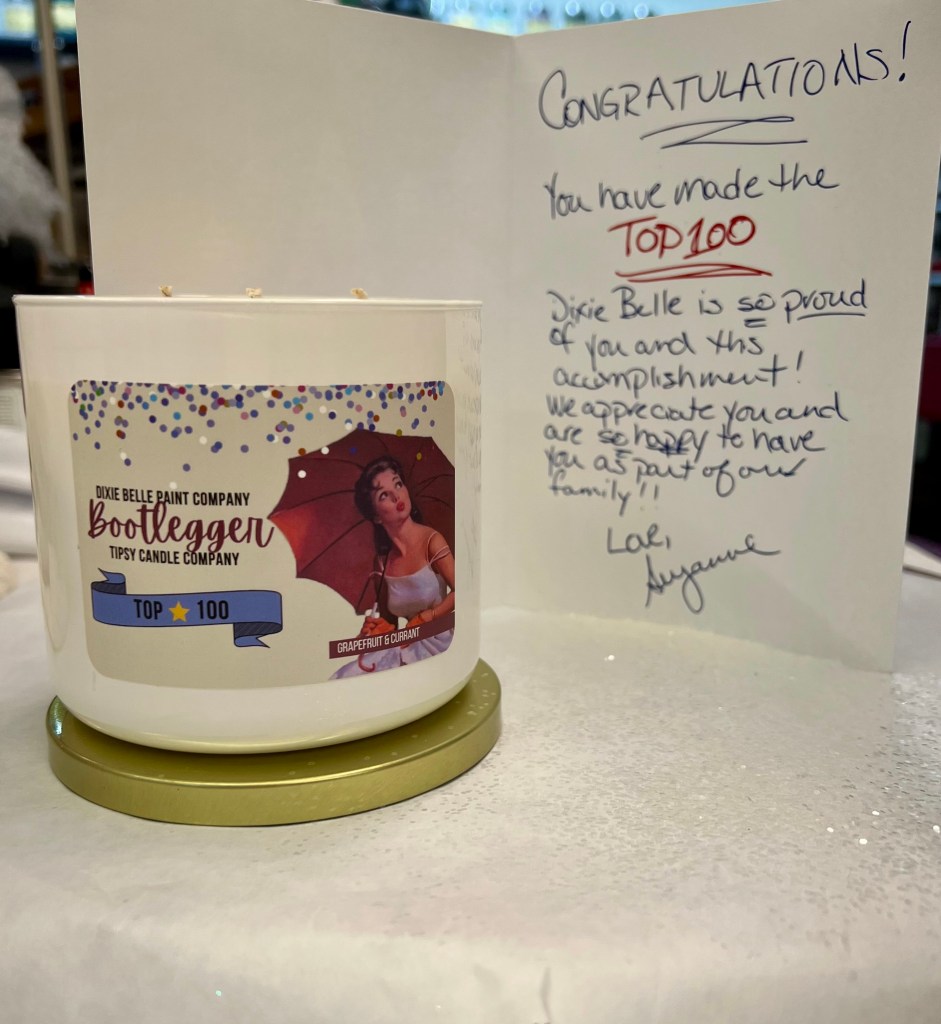 CONGRATULATIONS!
You have made the
TOP 100
Dixie Belle is so proud
of you and this
accomplishment!
We appreciate you and
are so happy to have
you as part of our
family!!
Suzanne
DIXIE BELLE PAINT COMPANY
Bootlegger
TIPSY CANDLE COMPANY
TOP 100
GRAPEFRUIT & CURRANT